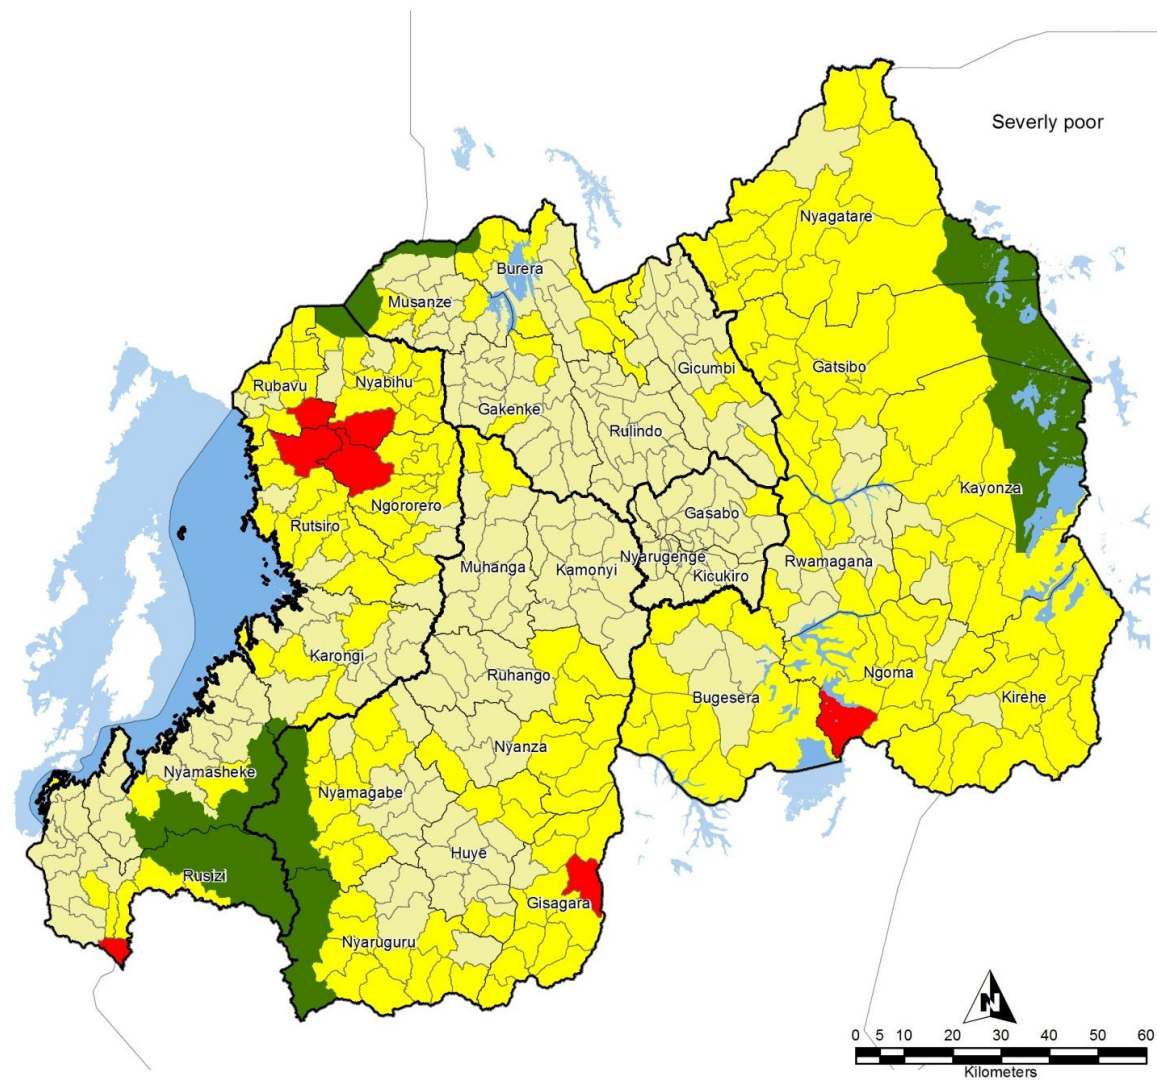 Severly poor
Nyagatare
Burera
Musanze
Gicumbi
Gatsibo
Rubavu
Nyabihu
Gakenke
Rulindo
Kayonza
Ngororero
Gasabo
Rutsiro
Nyarugenge
Rwamagana
Muhanga
Kamonyi
Kicukiro
Karongi
Ruhango
Ngoma
Bugesera
Kirehe
Nyanza
Nyamasheke
Nyamagabe
Huye
Rusizi
Gisagara
Nyaruguru
N
0 5 10 20 30 40 50 60
Kilometers